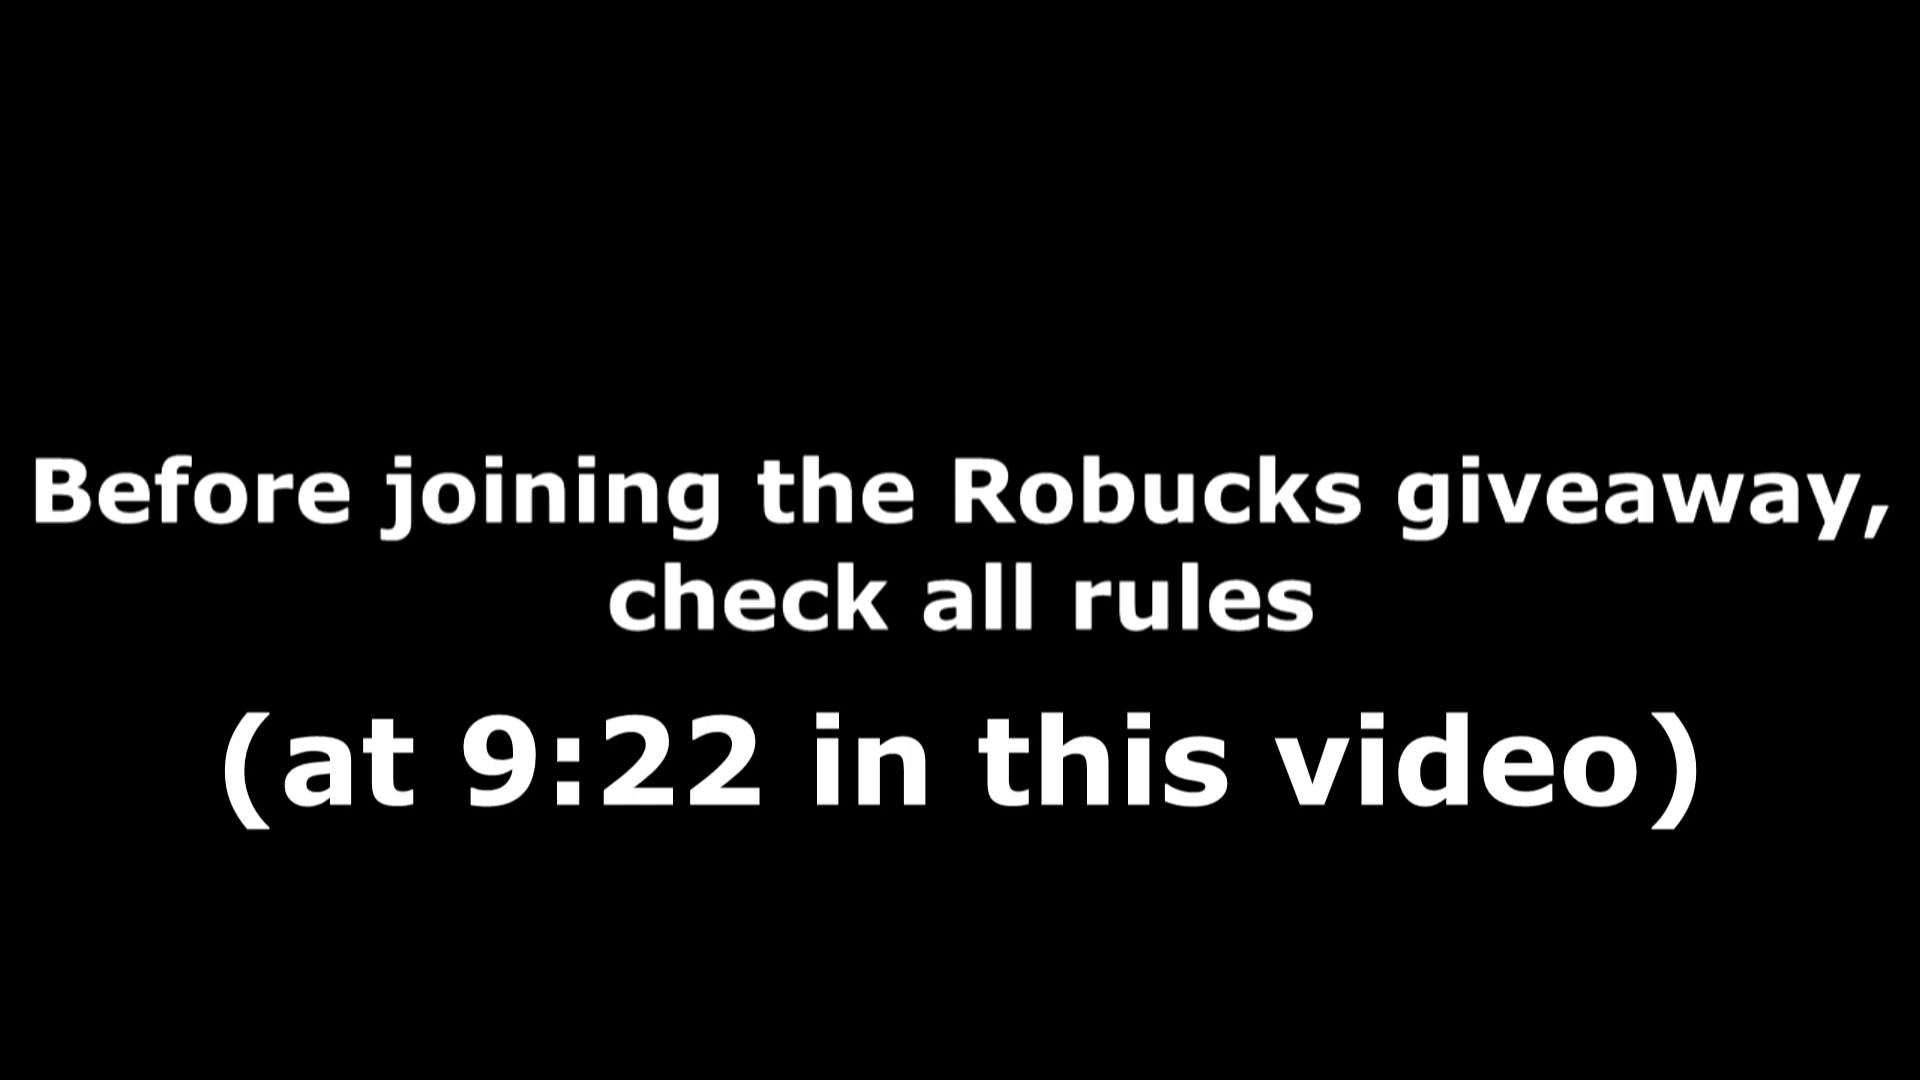 Before joining the Robucks giveaway,
check all rules
(at 9:22 in this video)